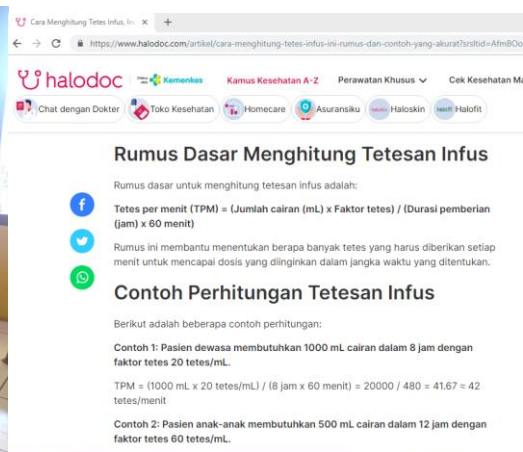 Cara Menghitung Tetes Infus, In
https://www.halodoc.com/artikel/cara-menghitung-tetes-infus-ini-rumus-dan-contoh-yang-akurat?srsltid=AfmBOo
halodoc
Kemenkes
Kamus Kesehatan A-Z
Perawatan Khusus
Cek Kesehatan Ma
Chat dengan Dokter
Toko Kesehatan
Homecare
Asuransiku
Haloskin
Halofit
Rumus Dasar Menghitung Tetesan Infus
Rumus dasar untuk menghitung tetesan infus adalah:
Tetes per menit (TPM) = (Jumlah cairan (mL) x Faktor tetes) / (Durasi pemberian
(jam) x 60 menit)
Rumus ini membantu menentukan berapa banyak tetes yang harus diberikan setiap
menit untuk mencapai dosis yang diinginkan dalam jangka waktu yang ditentukan.
Contoh Perhitungan Tetesan Infus
Berikut adalah beberapa contoh perhitungan:
Contoh 1: Pasien dewasa membutuhkan 1000 mL cairan dalam 8 jam dengan
faktor tetes 20 tetes/mL.
TPM = (1000 mL x 20 tetes/mL) / (8 jam x 60 menit) = 20000 / 480 = 41.67 ≈ 42
tetes/menit
Contoh 2: Pasien anak-anak membutuhkan 500 mL cairan dalam 12 jam dengan
faktor tetes 60 tetes/mL.